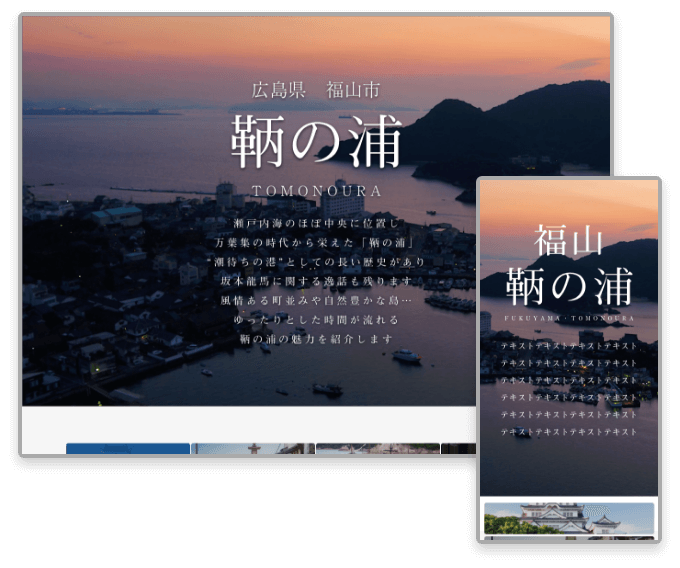 広島県　福山市
鞆の浦
TOMONOURA
瀬戸内海のほぼ中央に位置し
万葉集の時代から栄えた「鞆の浦」
“潮待ちの港”としての長い歴史があり
坂本龍馬に関する逸話も残ります
風情ある町並みや自然豊かな島…
ゆったりとした時間が流れる
鞆の浦の魅力を紹介します
福山
鞆の浦
FUKUYAMA・TOMONOURA
テキストテキストテキストテキスト
テキストテキストテキストテキスト
テキストテキストテキストテキスト
テキストテキストテキストテキスト
テキストテキストテキストテキスト
テキストテキストテキストテキスト